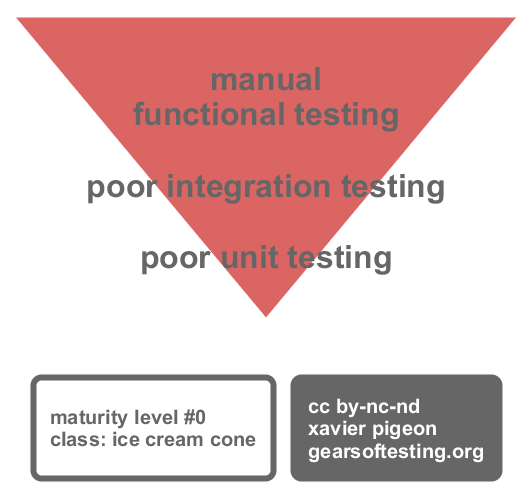 manual
functional testing
poor integration testing
poor unit testing
maturity level #0
class: ice cream cone
cc by-nc-nd
xavier pigeon
gearsoftesting.org